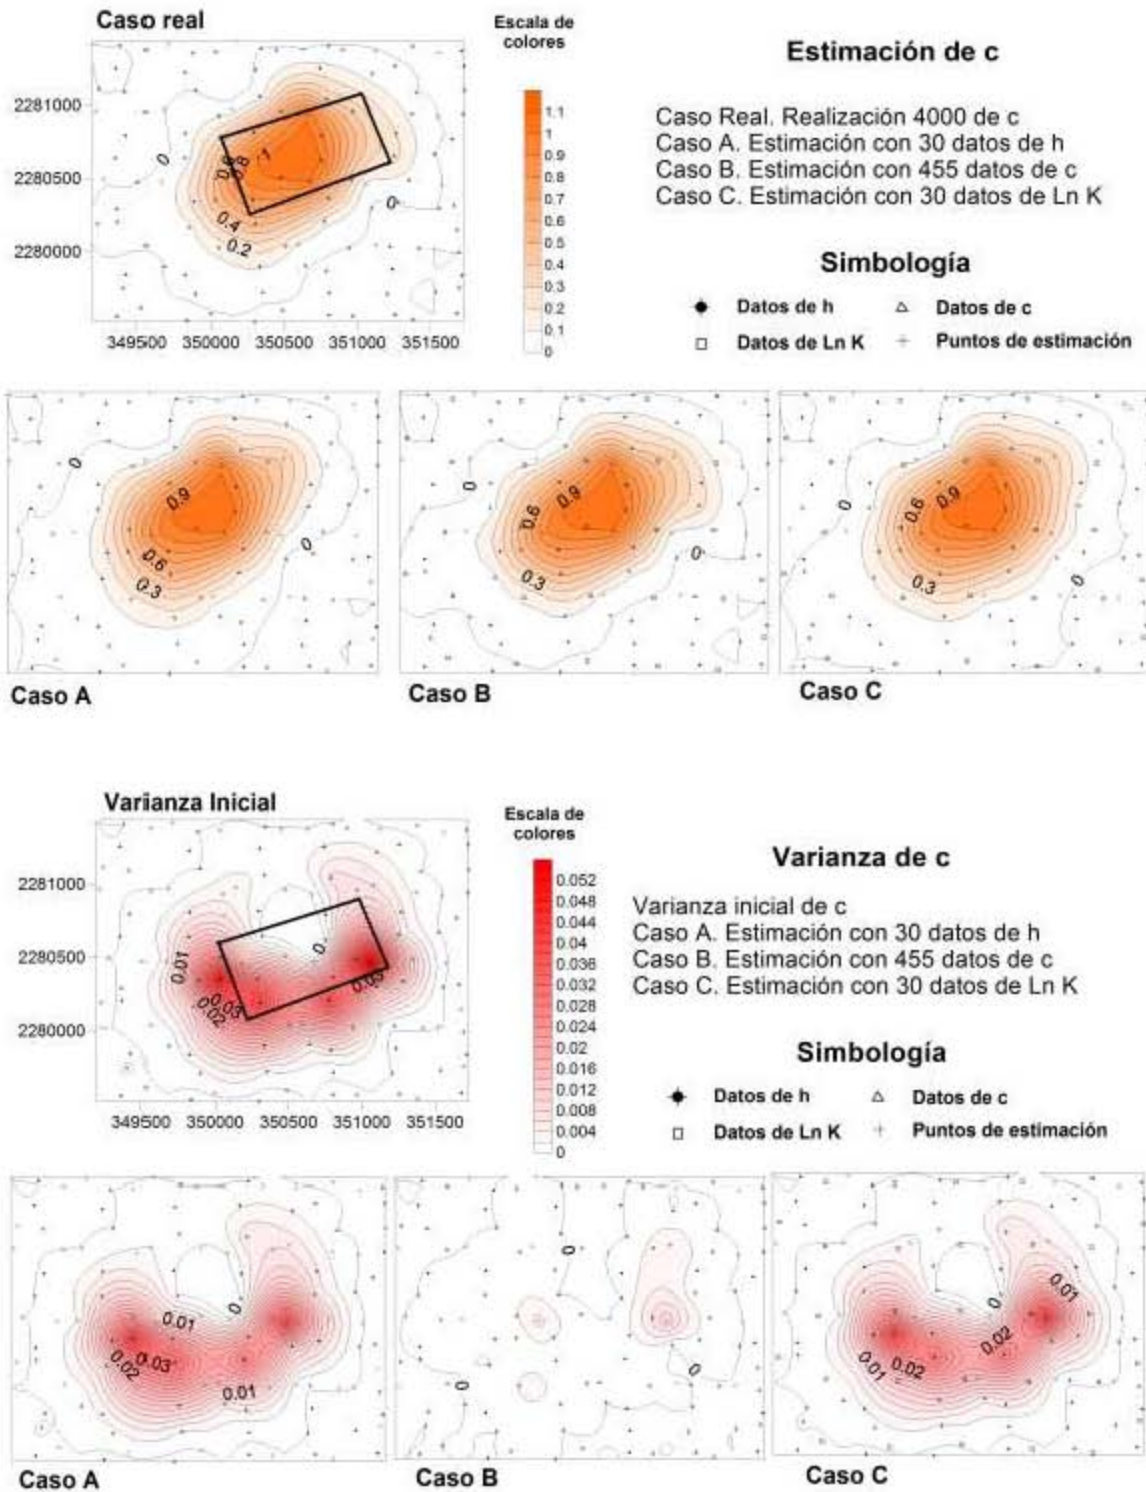 Caso real
Escala de
colores
Estimación de c
2281000
2280500
2280000
349500 350000 350500 351000 351500
0
0.8
1
0.4
0.2
0
1.1
1
0.9
0.8
0.7
0.6
0.5
0.4
0.3
0.2
0.1
0
Caso Real. Realización 4000 de c
Caso A. Estimación con 30 datos de h
Caso B. Estimación con 455 datos de c
Caso C. Estimación con 30 datos de Ln K
Simbología
Datos de h
Datos de c
Datos de Ln K
Puntos de estimación
0
0.9
0.6
0.3
0
Caso A
0
0.9
0.6
0.3
0
Caso B
0
0.9
0.6
0.3
0
Caso C
Varianza Inicial
Escala de
colores
Varianza de c
2281000
2280500
2280000
349500 350000 350500 351000 351500
0.01
0.03
0.02
0
0.03
0.052
0.048
0.044
0.04
0.036
0.032
0.028
0.024
0.02
0.016
0.012
0.008
0.004
0
Varianza inicial de c
Caso A. Estimación con 30 datos de h
Caso B. Estimación con 455 datos de c
Caso C. Estimación con 30 datos de Ln K
Simbología
Datos de h
Datos de c
Datos de Ln K
Puntos de estimación
0.01
0
0.02
0.03
0.01
Caso A
0
0
0
Caso B
0.01
0
0.02
0.01
0.02
Caso C